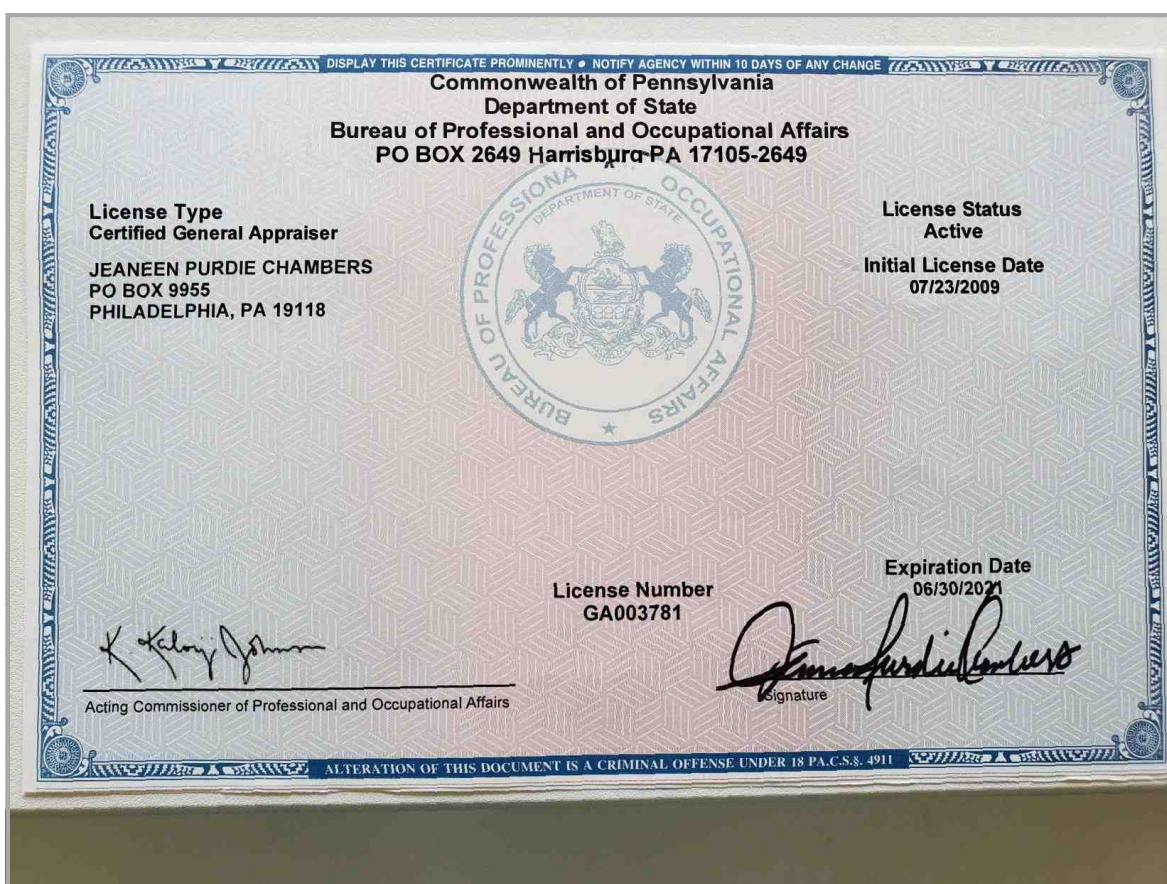 DISPLAY THIS CERTIFICATE PROMINENTLY • NOTIFY AGENCY WITHIN 10 DAYS OF ANY CHANGE
Commonwealth of Pennsylvania
Department of State
Bureau of Professional and Occupational Affairs
PO BOX 2649 Harrisburg PA 17105-2649
License Type
Certified General Appraiser
JEANEEN PURDIE CHAMBERS
PO BOX 9955
PHILADELPHIA, PA 19118
BUREAU OF PROFESSIONA OCCUPATIONAL AFFAIRS
DEPARTMENT OF STATE
License Status
Active
Initial License Date
07/23/2009
License Number
GA003781
Expiration Date
06/30/2021
K. Kalonji Johnson
Acting Commissioner of Professional and Occupational Affairs
Signature
ALTERATION OF THIS DOCUMENT IS A CRIMINAL OFFENSE UNDER 18 PA.C.S.§. 4911